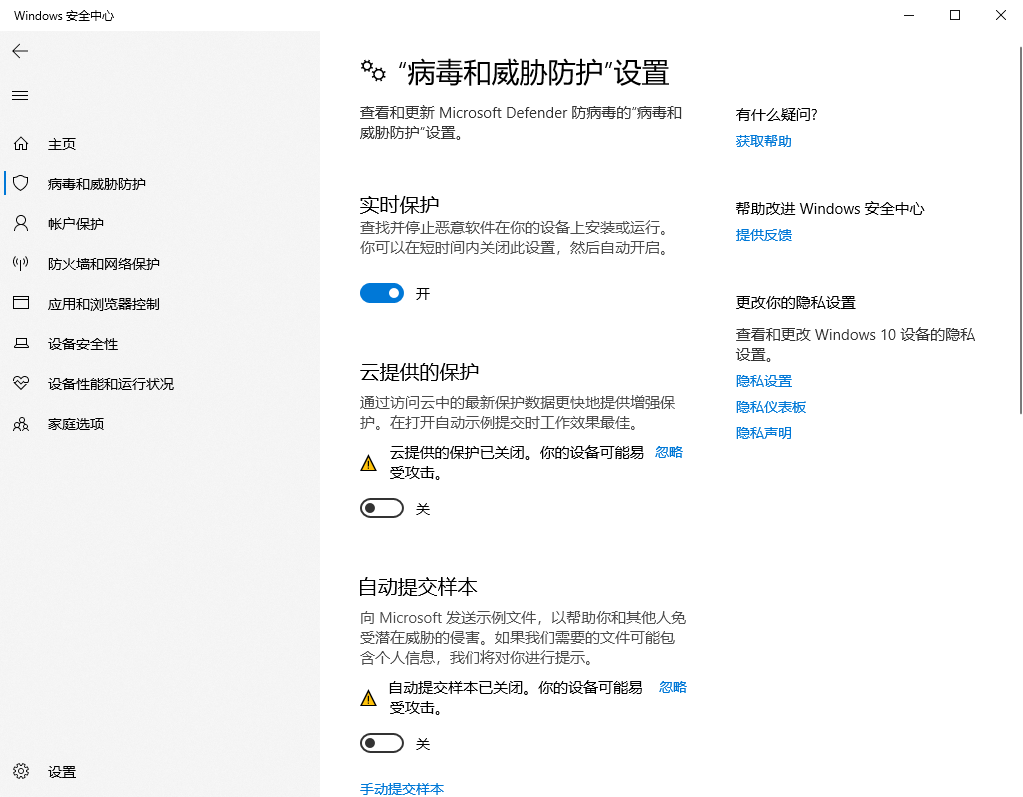 Windows 安全中心
主页
病毒和威胁防护
帐户保护
防火墙和网络保护
应用和浏览器控制
设备安全性
设备性能和运行状况
家庭选项
设置
“病毒和威胁防护”设置
查看和更新 Microsoft Defender 防病毒的“病毒和
威胁防护”设置。
实时保护
查找并停止恶意软件在你的设备上安装或运行。
你可以在短时间内关闭此设置，然后自动开启。
开
云提供的保护
通过访问云中的最新保护数据更快地提供增强保
护。在打开自动示例提交时工作效果最佳。
云提供的保护已关闭。你的设备可能易 忽略
受攻击。
关
自动提交样本
向 Microsoft 发送示例文件，以帮助你和其他人免
受潜在威胁的侵害。如果我们需要的文件可能包
含个人信息，我们将对你进行提示。
自动提交样本已关闭。你的设备可能易 忽略
受攻击。
关
手动提交样本
有什么疑问?
获取帮助
帮助改进 Windows 安全中心
提供反馈
更改你的隐私设置
查看和更改 Windows 10 设备的隐私
设置。
隐私设置
隐私仪表板
隐私声明